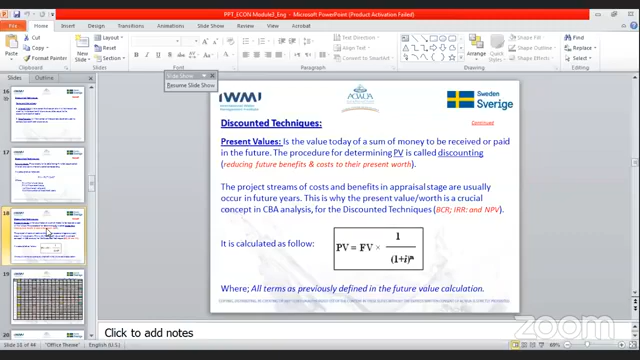 PPT_ECON_Module3_Eng - Microsoft PowerPoint (Product Activation Failed)
File Home Insert Design Transitions Animations Slide Show Review View
Layout
Reset
Section
New Slide
Text Direction
Align Text
Convert to SmartArt
Arrange
Quick Styles
Shape Fill
Shape Outline
Shape Effects
Find
Replace
Select
Clipboard Slides Font Paragraph Drawing Editing
Slide Show
Resume Slide Show
Slides Outline
16
17
18
19
20
IWMI
Sweden
Sverige
Discounted Techniques:
Continued
Present Values: Is the value today of a sum of money to be received or paid
in the future. The procedure for determining PV is called discounting
(reducing future benefits & costs to their present worth)
The project streams of costs and benefits in appraisal stage are usually
occur in future years. This is why the present value/worth is a crucial
concept in CBA analysis, for the Discounted Techniques (BCR; IRR; and NPV)
It is calculated as follow:
PV = FV × 1 / (1+i)ⁿ
Where; All terms as previously defined in the future value calculation.
Click to add notes
Slide 18 of 44 "Office Theme" English (U.S.)
68%
zoom